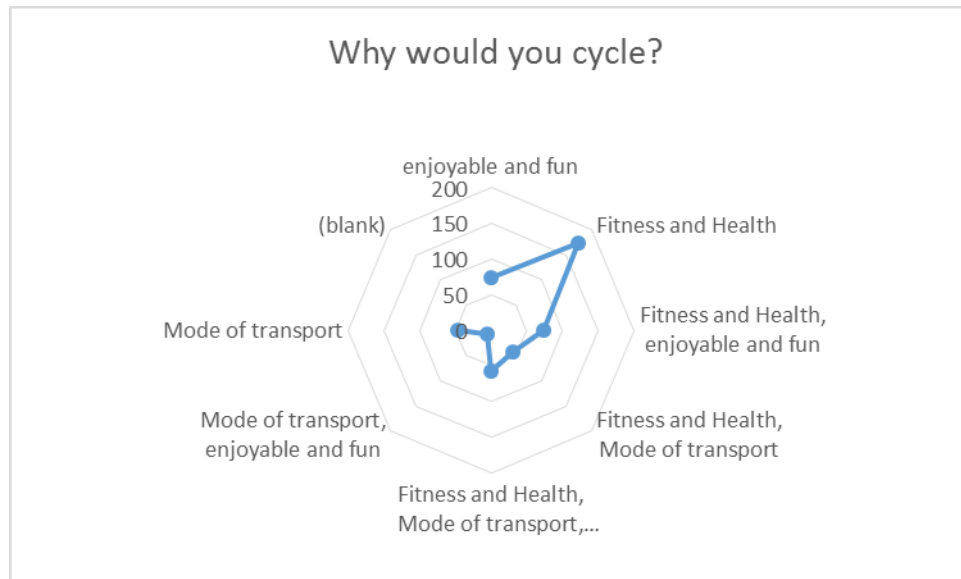 Why would you cycle?
enjoyable and fun
200
150
100
50
0
Fitness and Health
Fitness and Health,
enjoyable and fun
Fitness and Health,
Mode of transport
Fitness and Health,
Mode of transport,...
Mode of transport,
enjoyable and fun
Mode of transport
(blank)